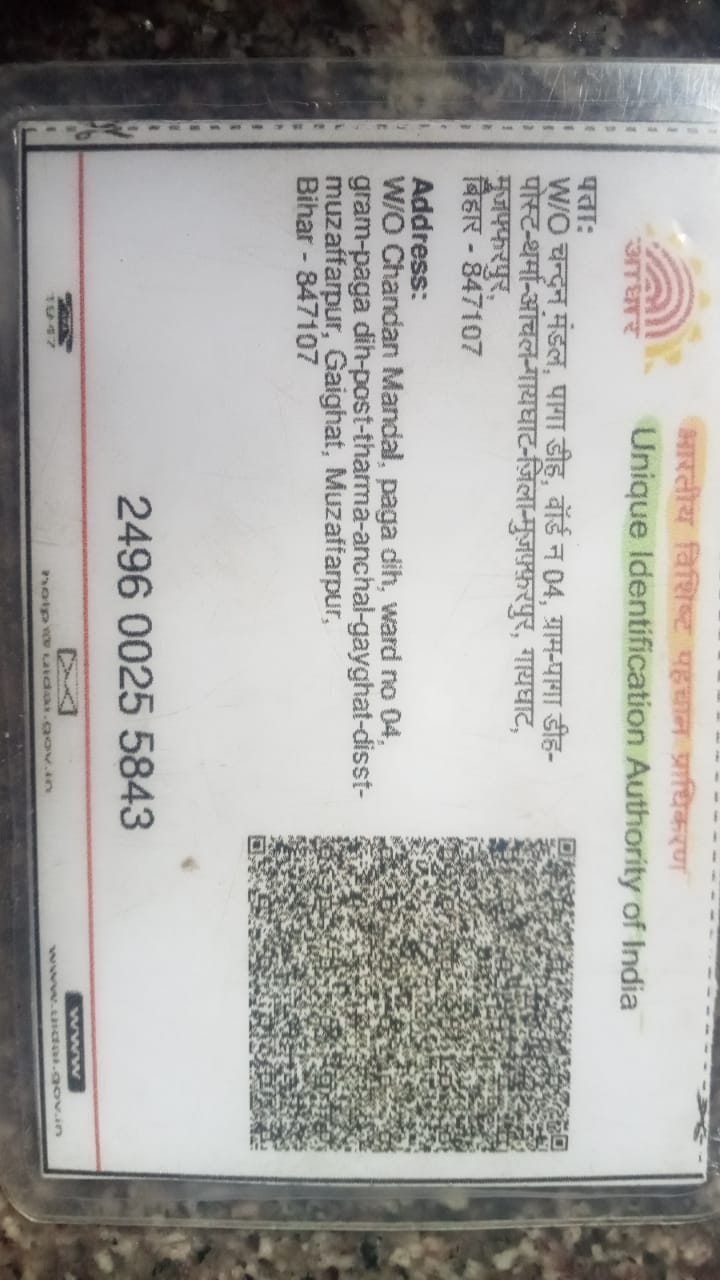 भारतीय विशिष्ट पहचान प्राधिकरण
Unique Identification Authority of India
आधार
पता:
W/O चन्दन मंडल, पागा डीह, वॉर्ड न 04, ग्राम-पागा डीह-
पोस्ट-थर्मा-आंचल-गायघाट-जिला-मुजफ्फरपुर, गायघाट,
मुजफ्फरपुर,
बिहार - 847107
Address:
W/O Chandan Mandal, paga dih, ward no 04,
gram-paga dih-post-tharma-anchal-gayghat-disst-
muzaffarpur, Gaighat, Muzaffarpur,
Bihar - 847107
2496 0025 5843
1947
help@uidai.gov.in
www
www.uidai.gov.in